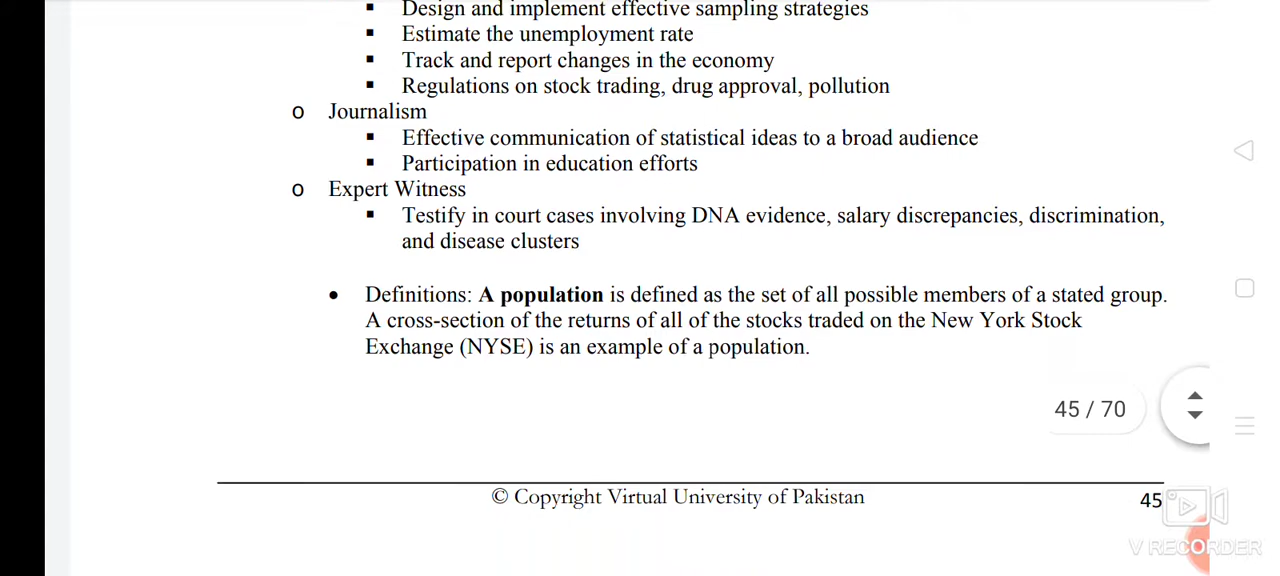 ▪ Design and implement effective sampling strategies
▪ Estimate the unemployment rate
▪ Track and report changes in the economy
▪ Regulations on stock trading, drug approval, pollution
o Journalism
▪ Effective communication of statistical ideas to a broad audience
▪ Participation in education efforts
o Expert Witness
▪ Testify in court cases involving DNA evidence, salary discrepancies, discrimination,
and disease clusters
• Definitions: A population is defined as the set of all possible members of a stated group.
A cross-section of the returns of all of the stocks traded on the New York Stock
Exchange (NYSE) is an example of a population.
45 / 70
© Copyright Virtual University of Pakistan
45
V RECORDER